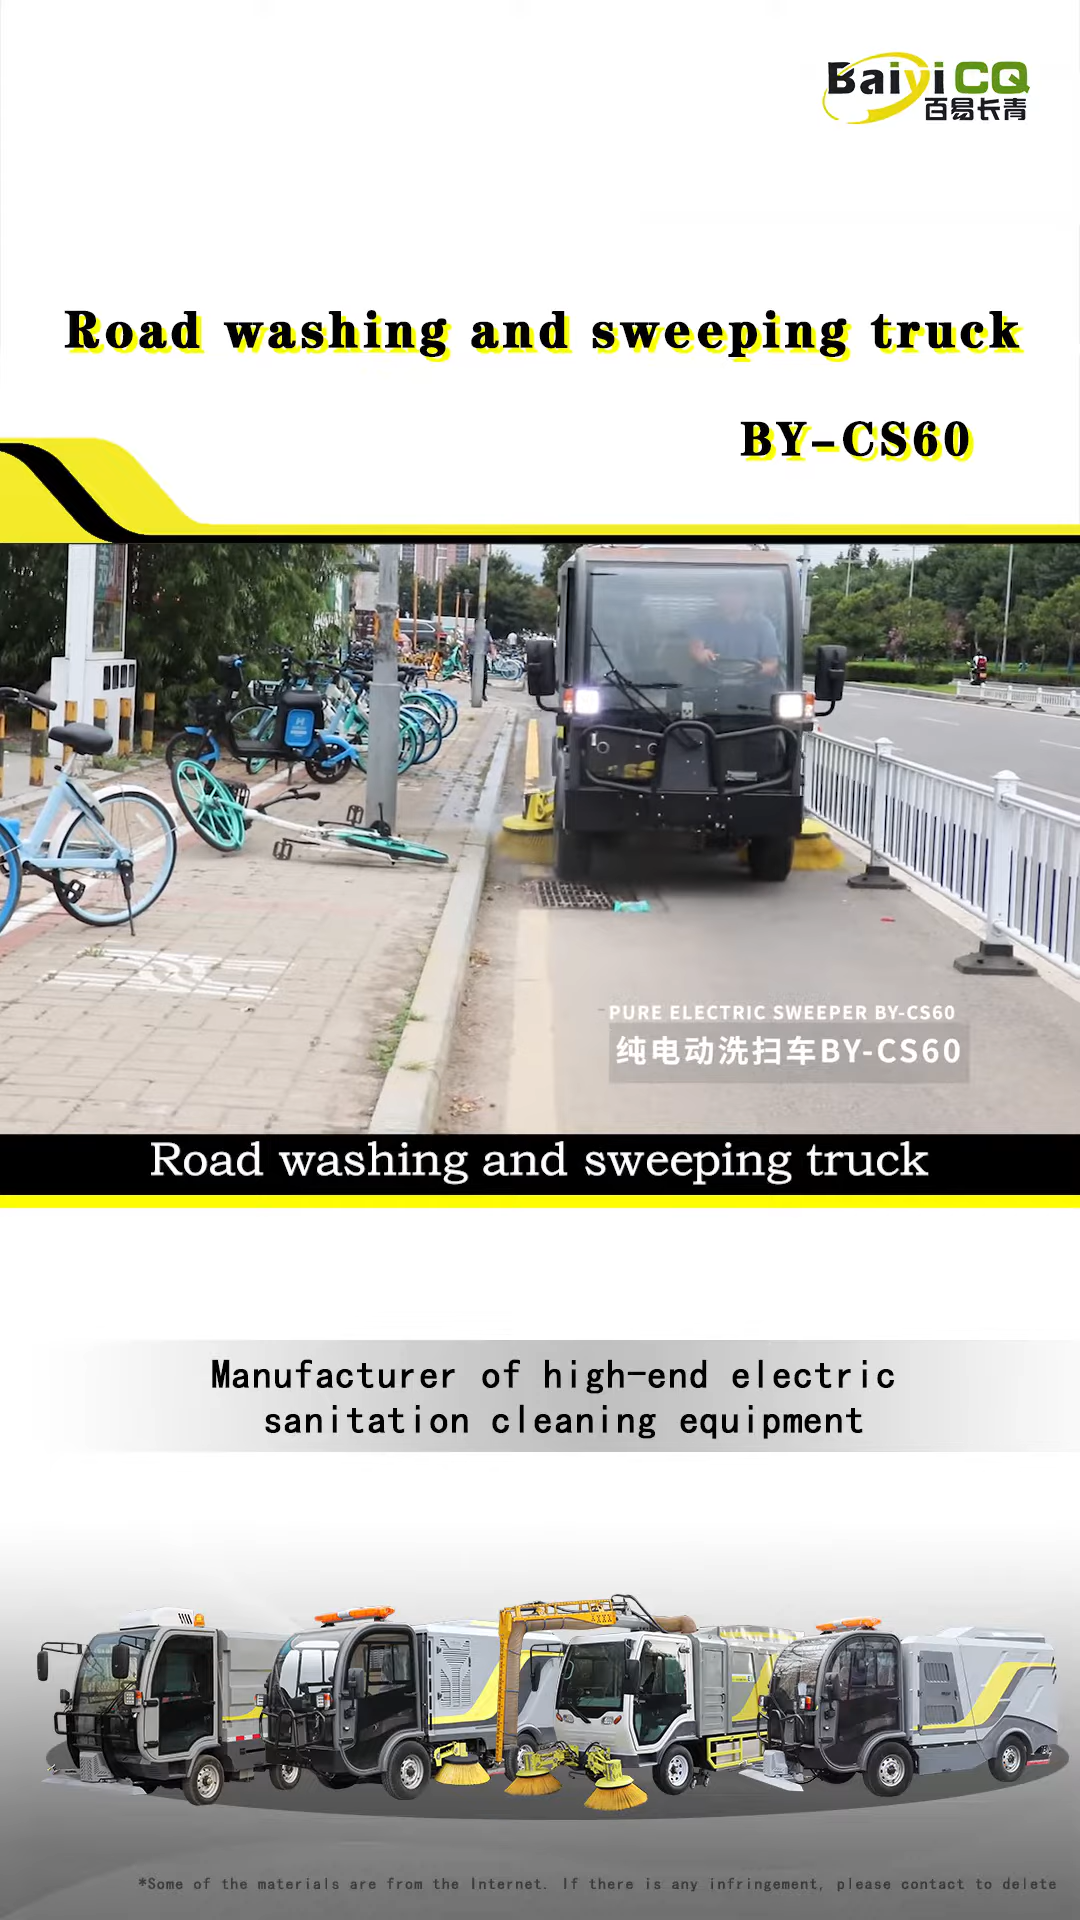 Baiyi CQ
百易长青
Road washing and sweeping truck
BY-CS60
PURE ELECTRIC SWEEPER BY-CS60
纯电动洗扫车BY-CS60
Road washing and sweeping truck
Manufacturer of high-end electric
sanitation cleaning equipment
*Some of the materials are from the Internet. If there is any infringement, please contact to delete